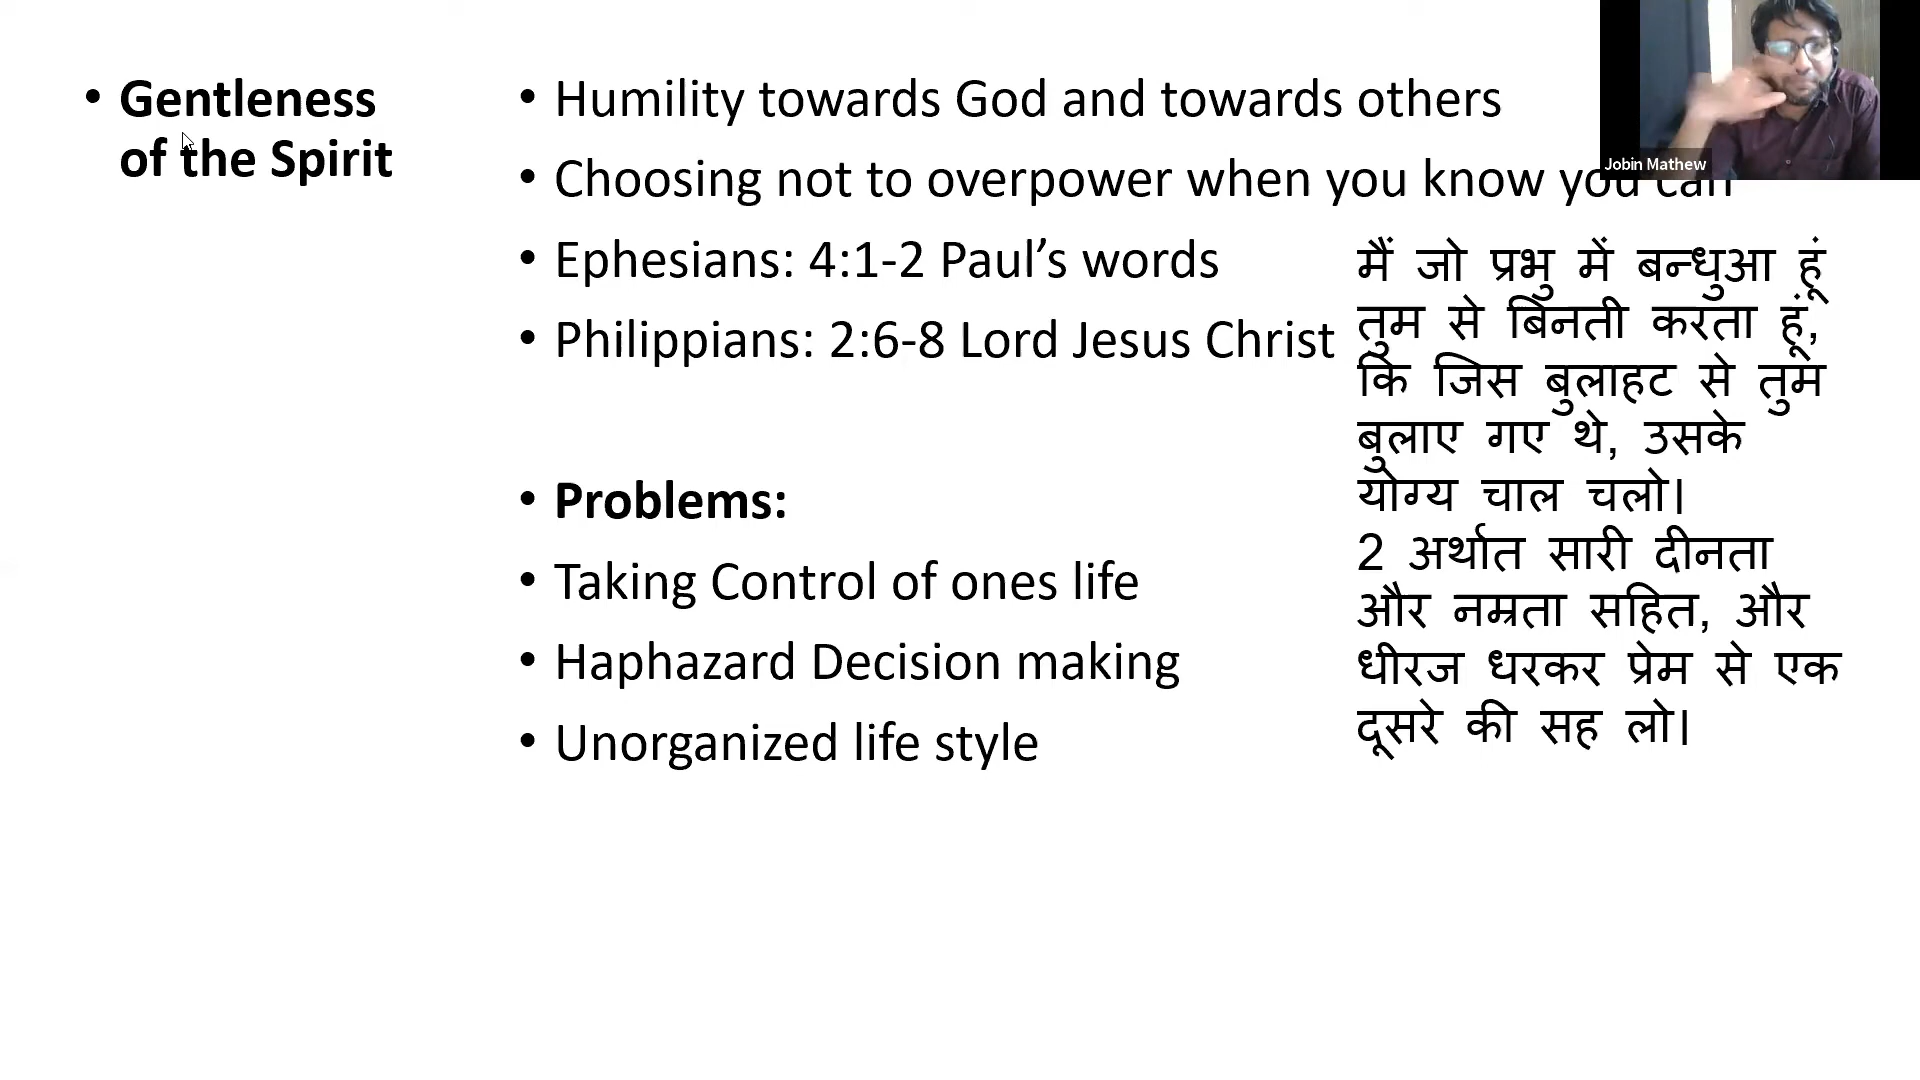 • Gentleness
of the Spirit
• Humility towards God and towards others
• Choosing not to overpower when you know you can
• Ephesians: 4:1-2 Paul’s words
• Philippians: 2:6-8 Lord Jesus Christ
• Problems:
• Taking Control of ones life
• Haphazard Decision making
• Unorganized life style
मैं जो प्रभु में बन्धुआ हूं
तुम से बिनती करता हूं,
कि जिस बुलाहट से तुम
बुलाए गए थे, उसके
योग्य चाल चलो।
2 अर्थात सारी दीनता
और नम्रता सहित, और
धीरज धरकर प्रेम से एक
दूसरे की सह लो।
Jobin Mathew